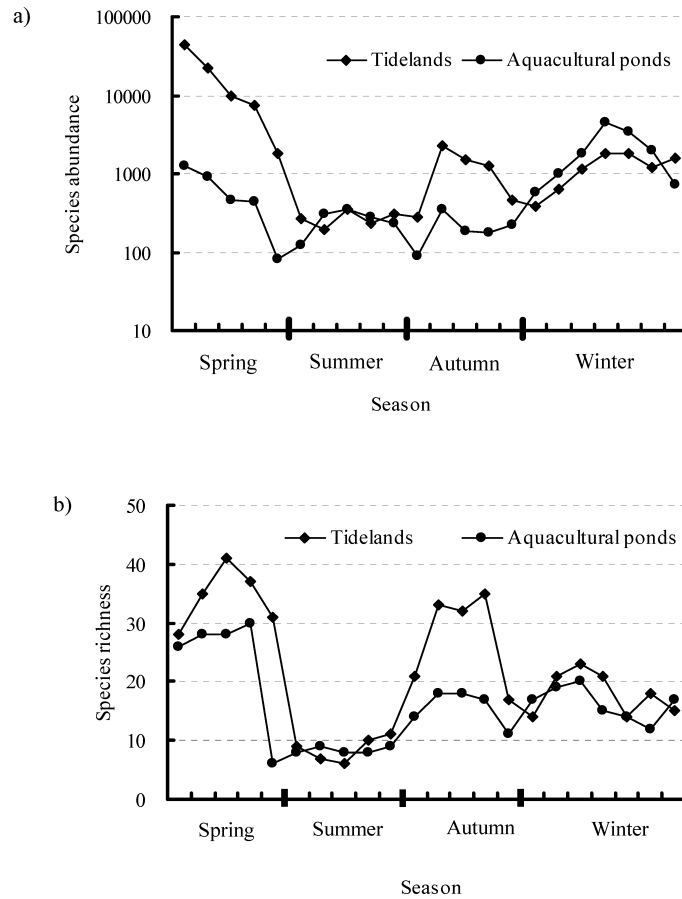 a)
100000
10000
1000
100
10
Species abundance
Tidelands Aquacultural ponds
Spring Summer Autumn Winter
Season
b)
50
40
30
20
10
0
Species richness
Tidelands Aquacultural ponds
Spring Summer Autumn Winter
Season